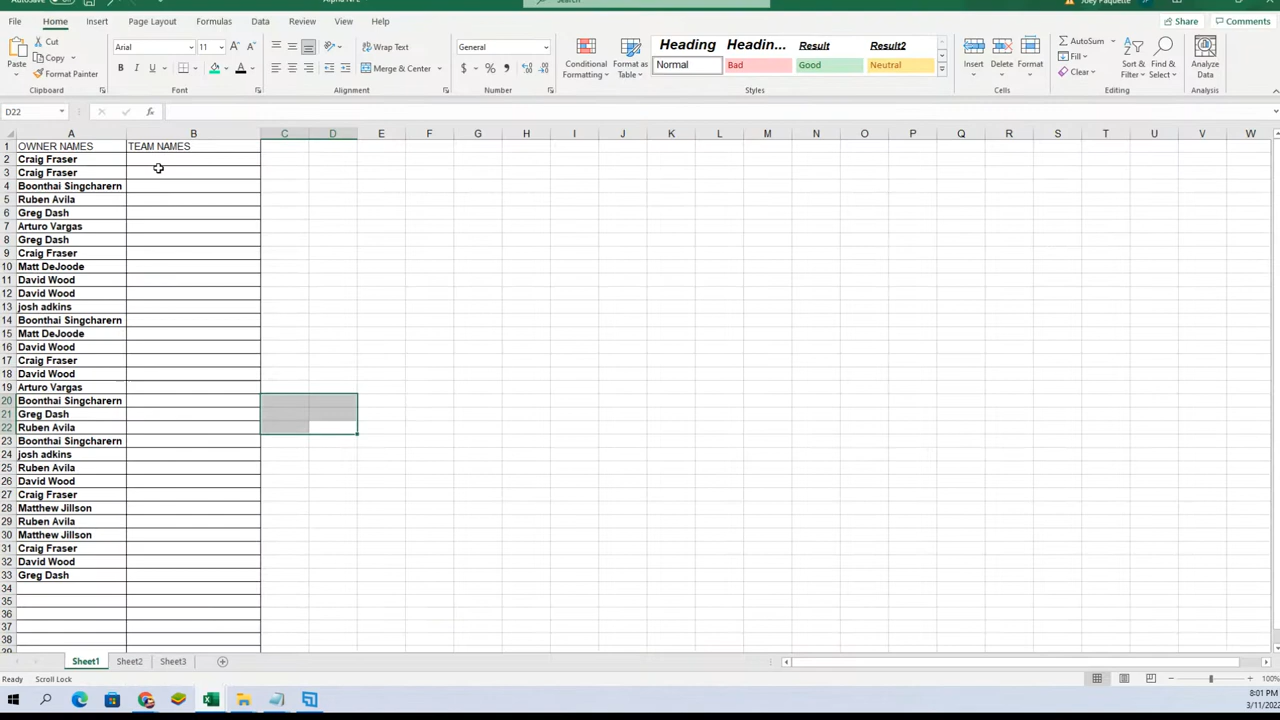 AutoSave Off
Search
File Home Insert Page Layout Formulas Data Review View Help Share Comments
Cut Arial 11 Wrap Text General Heading Headin... Result Result2 AutoSum
Copy Fill
Paste Format Painter B I U Merge & Center $ % , Conditional Formatting Format as Table Normal Bad Good Neutral Insert Delete Format Clear Sort & Filter Find & Select Analyze Data
Clipboard Font Alignment Number Styles Cells Editing Analysis
D22 fx
A B C D E F G H I J K L M N O P Q R S T U V W
1 OWNER NAMES TEAM NAMES
2 Craig Fraser
3 Craig Fraser
4 Boonthai Singcharern
5 Ruben Avila
6 Greg Dash
7 Arturo Vargas
8 Greg Dash
9 Craig Fraser
10 Matt DeJoode
11 David Wood
12 David Wood
13 josh adkins
14 Boonthai Singcharern
15 Matt DeJoode
16 David Wood
17 Craig Fraser
18 David Wood
19 Arturo Vargas
20 Boonthai Singcharern
21 Greg Dash
22 Ruben Avila
23 Boonthai Singcharern
24 josh adkins
25 Ruben Avila
26 David Wood
27 Craig Fraser
28 Matthew Jillson
29 Ruben Avila
30 Matthew Jillson
31 Craig Fraser
32 David Wood
33 Greg Dash
34
35
36
37
38
Sheet1 Sheet2 Sheet3
Ready Scroll Lock 100%
8:01 PM